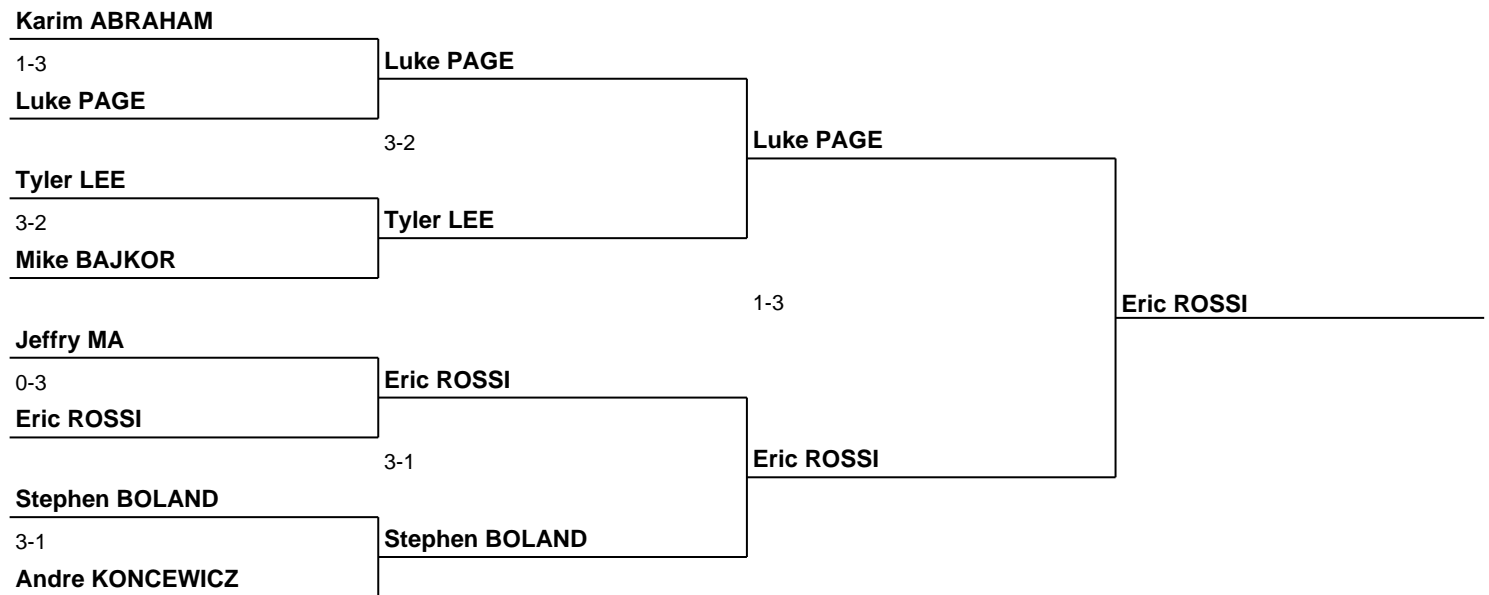 Karim ABRAHAM
1-3
Luke PAGE
Luke PAGE
3-2
Luke PAGE
Tyler LEE
3-2
Tyler LEE
Mike BAJKOR
1-3
Eric ROSSI
Jeffry MA
0-3
Eric ROSSI
Eric ROSSI
3-1
Eric ROSSI
Stephen BOLAND
3-1
Stephen BOLAND
Andre KONCEWICZ